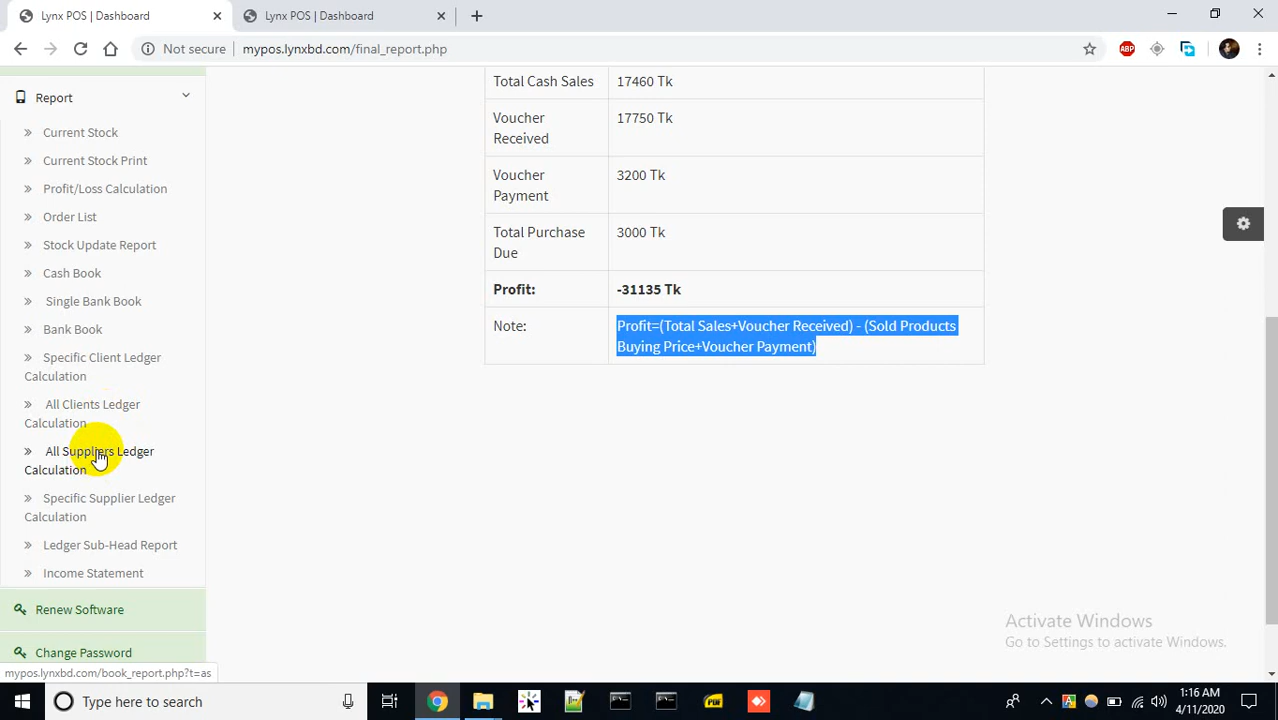 Lynx POS | Dashboard
Lynx POS | Dashboard
Not secure
mypos.lynxbd.com/final_report.php
ABP
Report
Current Stock
Current Stock Print
Profit/Loss Calculation
Order List
Stock Update Report
Cash Book
Single Bank Book
Bank Book
Specific Client Ledger
Calculation
All Clients Ledger
Calculation
All Suppliers Ledger
Calculation
Specific Supplier Ledger
Calculation
Ledger Sub-Head Report
Income Statement
Renew Software
Change Password
mypos.lynxbd.com/book_report.php?t=as
Total Cash Sales 17460 Tk
Voucher
Received 17750 Tk
Voucher
Payment 3200 Tk
Total Purchase
Due 3000 Tk
Profit: -31135 Tk
Note: Profit=(Total Sales+Voucher Received) - (Sold Products
Buying Price+Voucher Payment)
Activate Windows
Go to Settings to activate Windows.
Type here to search
PDF
1:16 AM
4/11/2020